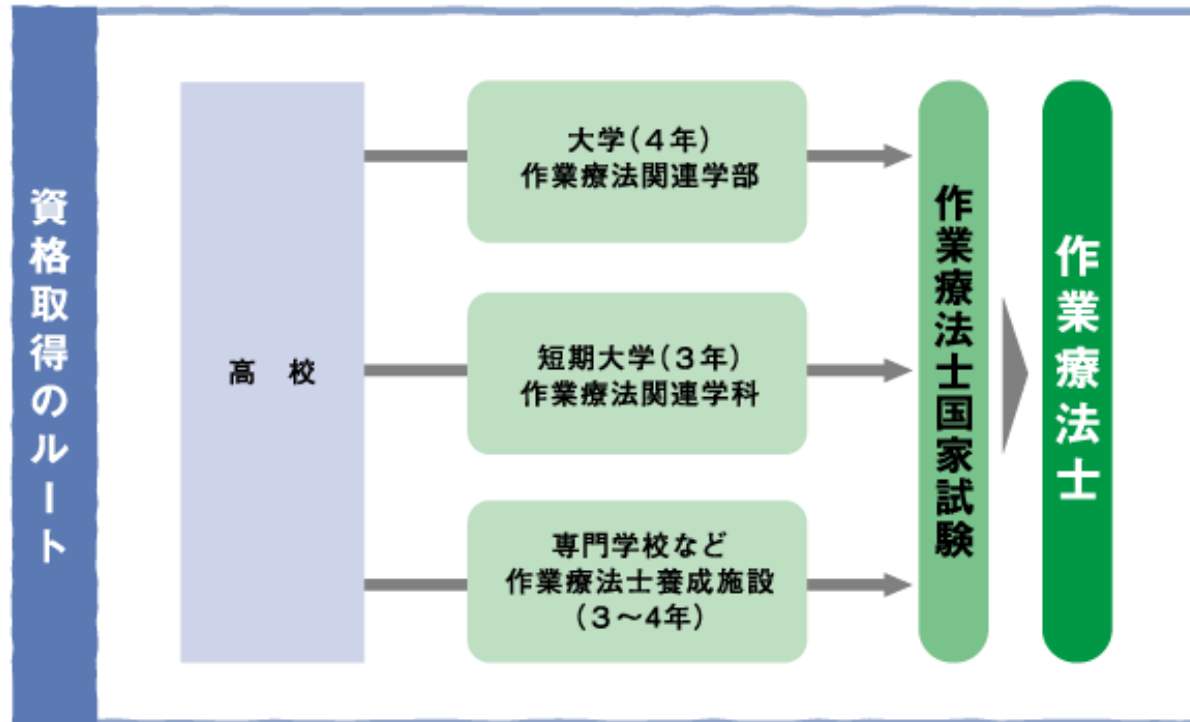 資格取得のルート
高　校
大学（４年）
作業療法関連学部
短期大学（３年）
作業療法関連学科
専門学校など
作業療法士養成施設
（３〜４年）
作業療法士国家試験
作業療法士